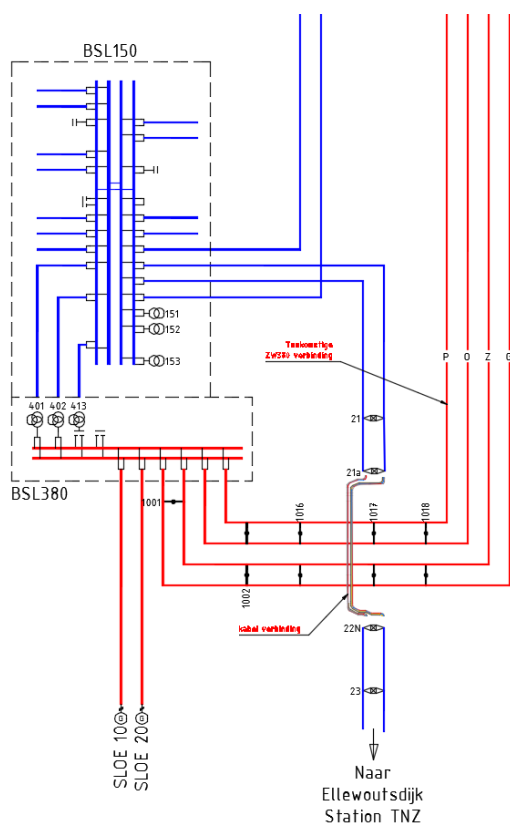 BSL150
151
152
153
Toekomstige
ZW380 verbinding
P O Z G
401 402 413
21
21a
BSL380
1001
1016
1017
1018
1002
kabel verbinding
22N
23
SLOE 10
SLOE 20
Naar
Ellewoutsdijk
Station TNZ